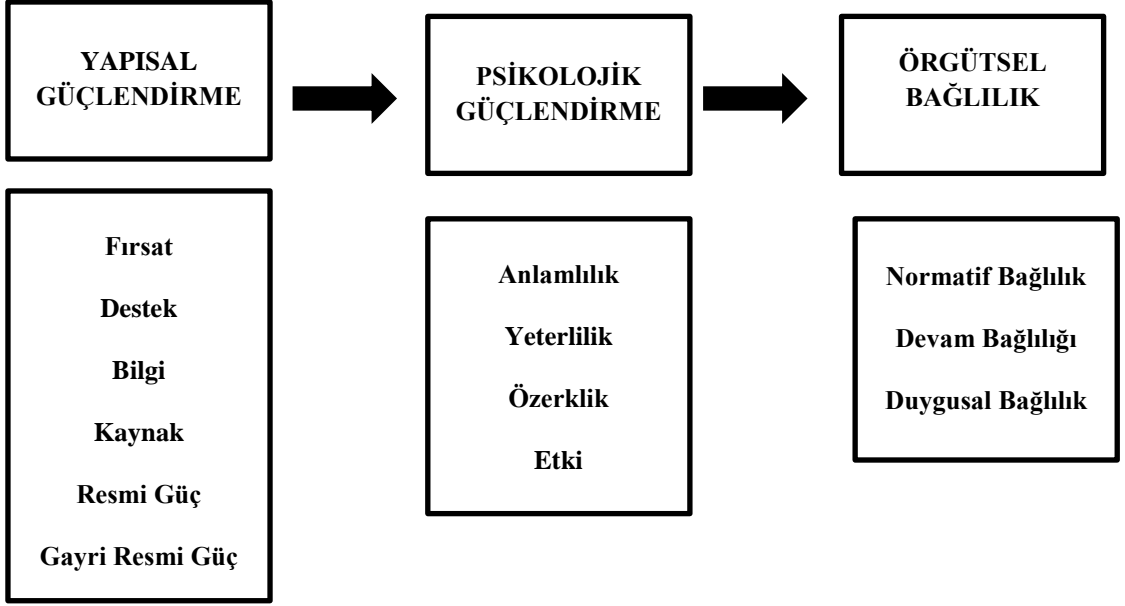 YAPISAL
GÜÇLENDİRME
PSİKOLOJİK
GÜÇLENDİRME
ÖRGÜTSEL
BAĞLILIK
Fırsat
Destek
Bilgi
Kaynak
Resmi Güç
Gayri Resmi Güç
Anlamlılık
Yeterlilik
Özerklik
Etki
Normatif Bağlılık
Devam Bağlılığı
Duygusal Bağlılık